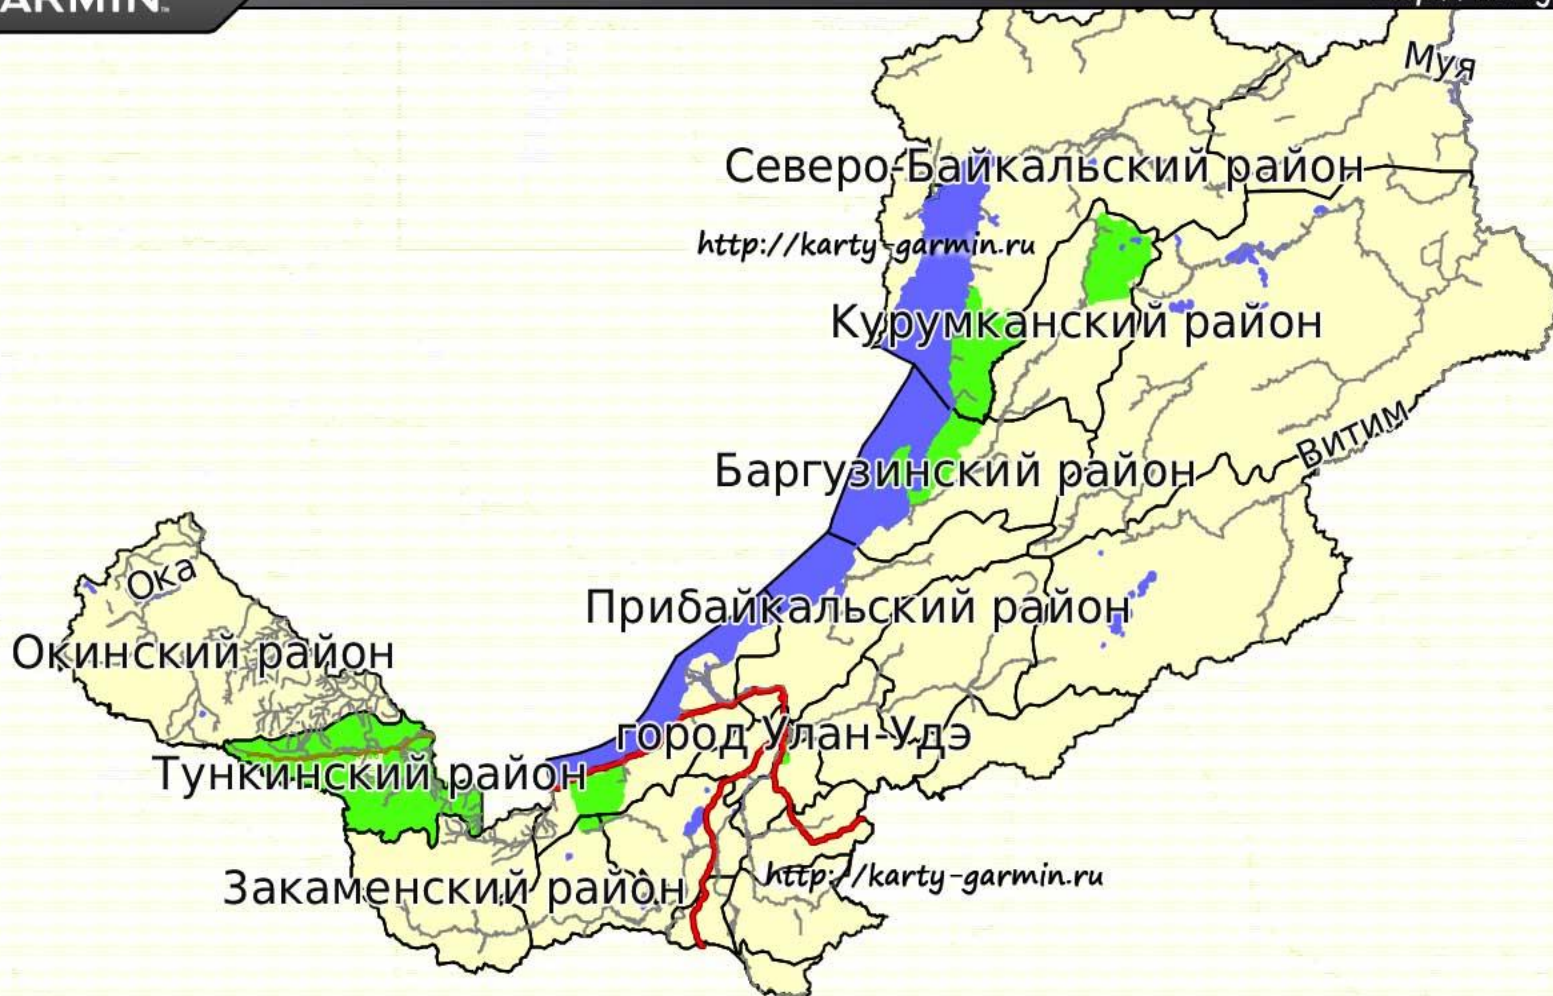 ARMIN
Муя
Северо-Байкальский район
http://karty-garmin.ru
Курумканский район
Витим
Баргузинский район
Ока
Прибайкальский район
Окинский район
город Улан-Удэ
Тункинский район
Закаменский район
http://karty-garmin.ru